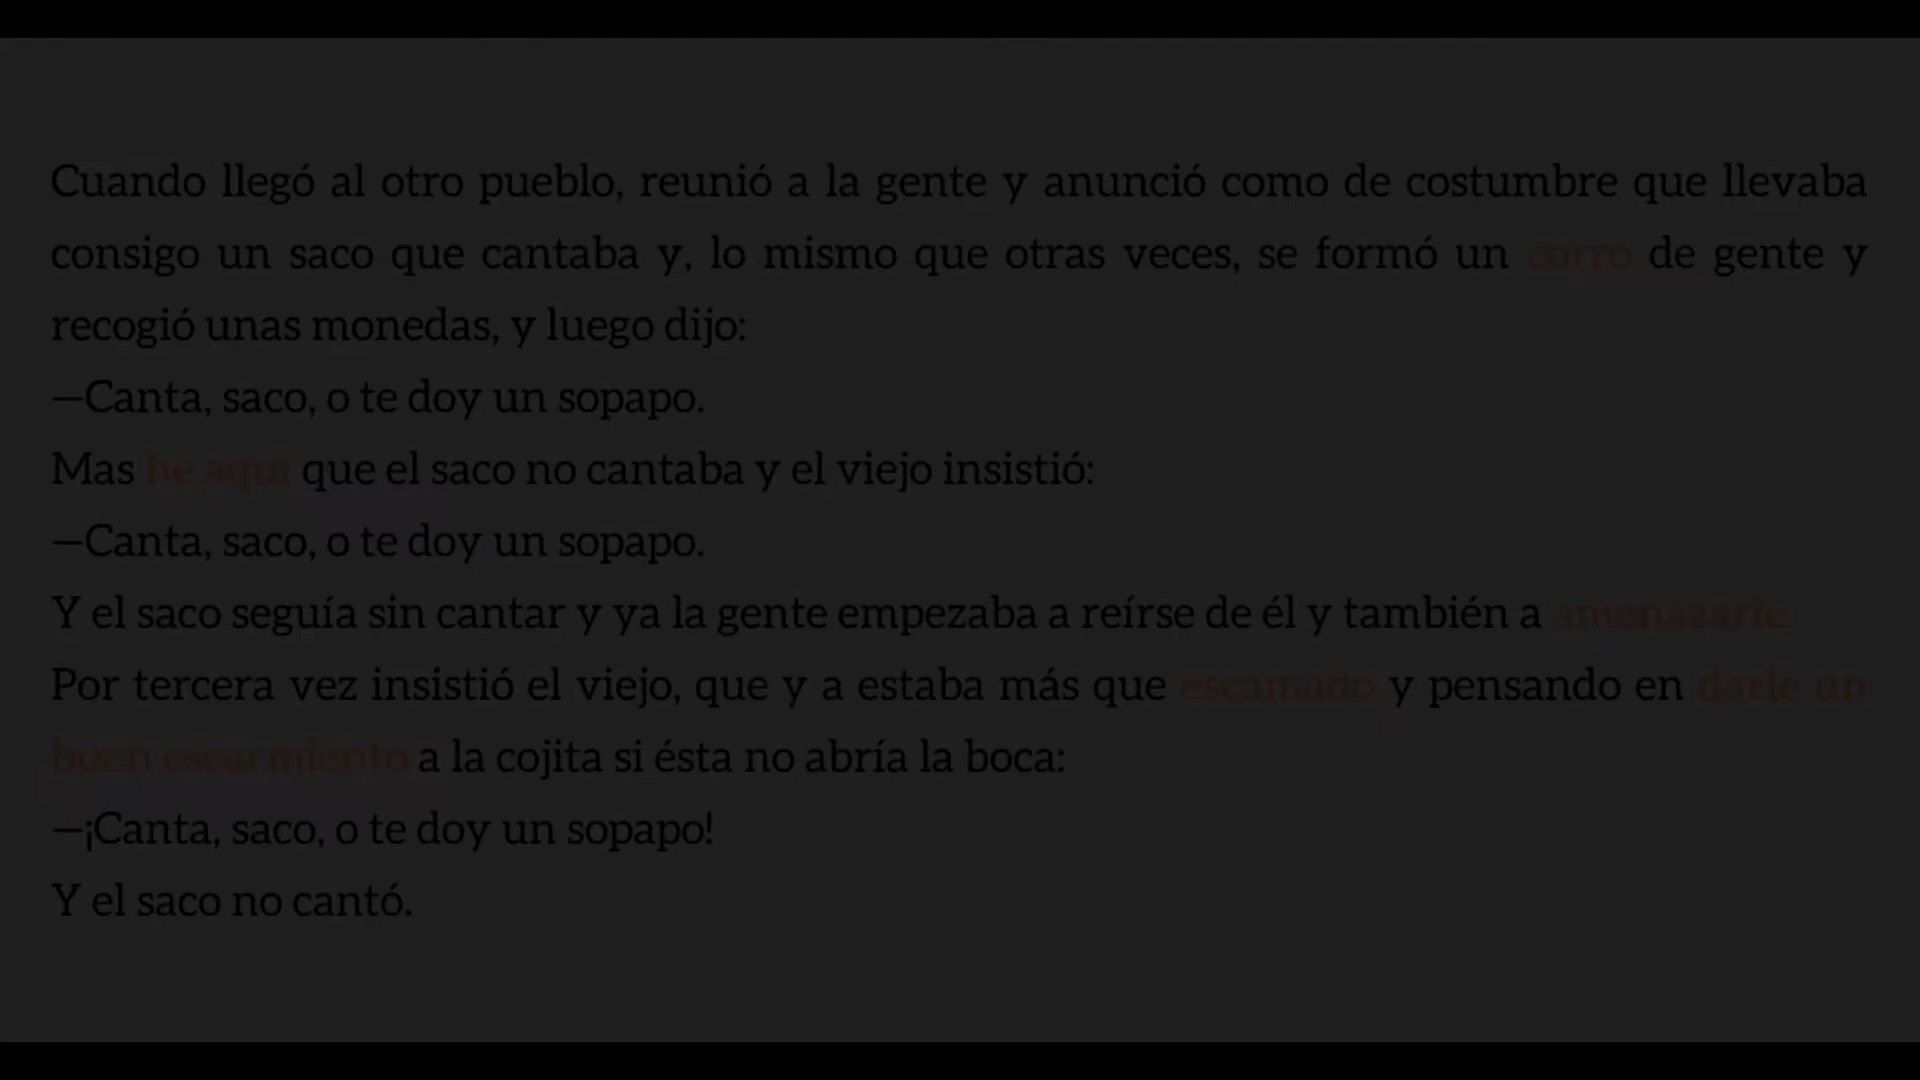 Cuando llegó al otro pueblo, reunió a la gente y anunció como de costumbre que llevaba
consigo un saco que cantaba y, lo mismo que otras veces, se formó un corro de gente y
recogió unas monedas, y luego dijo:
—Canta, saco, o te doy un sopapo.
Mas he aquí que el saco no cantaba y el viejo insistió:
—Canta, saco, o te doy un sopapo.
Y el saco seguía sin cantar y ya la gente empezaba a reírse de él y también a amenazarle.
Por tercera vez insistió el viejo, que y a estaba más que escamado y pensando en darle un
buen escarmiento a la cojita si ésta no abría la boca:
—¡Canta, saco, o te doy un sopapo!
Y el saco no cantó.